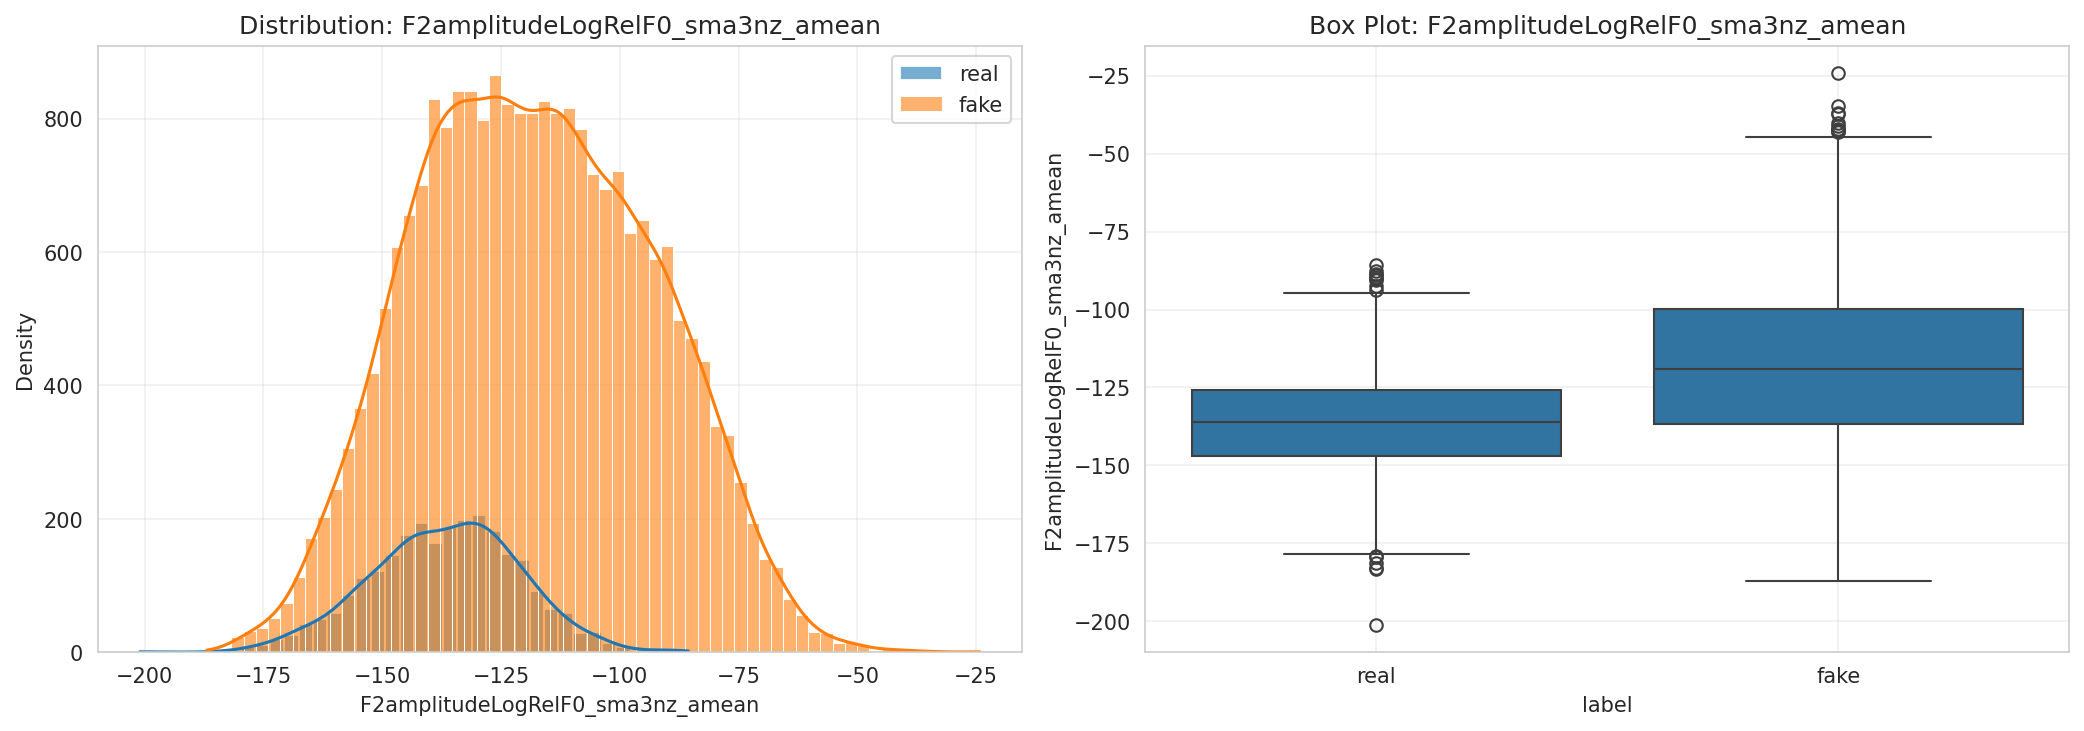 Distribution: F2amplitudeLogRelF0_sma3nz_amean
real
fake
Density
800
600
400
200
0
−200 −175 −150 −125 −100 −75 −50 −25
F2amplitudeLogRelF0_sma3nz_amean
Box Plot: F2amplitudeLogRelF0_sma3nz_amean
F2amplitudeLogRelF0_sma3nz_amean
−25
−50
−75
−100
−125
−150
−175
−200
real fake
label